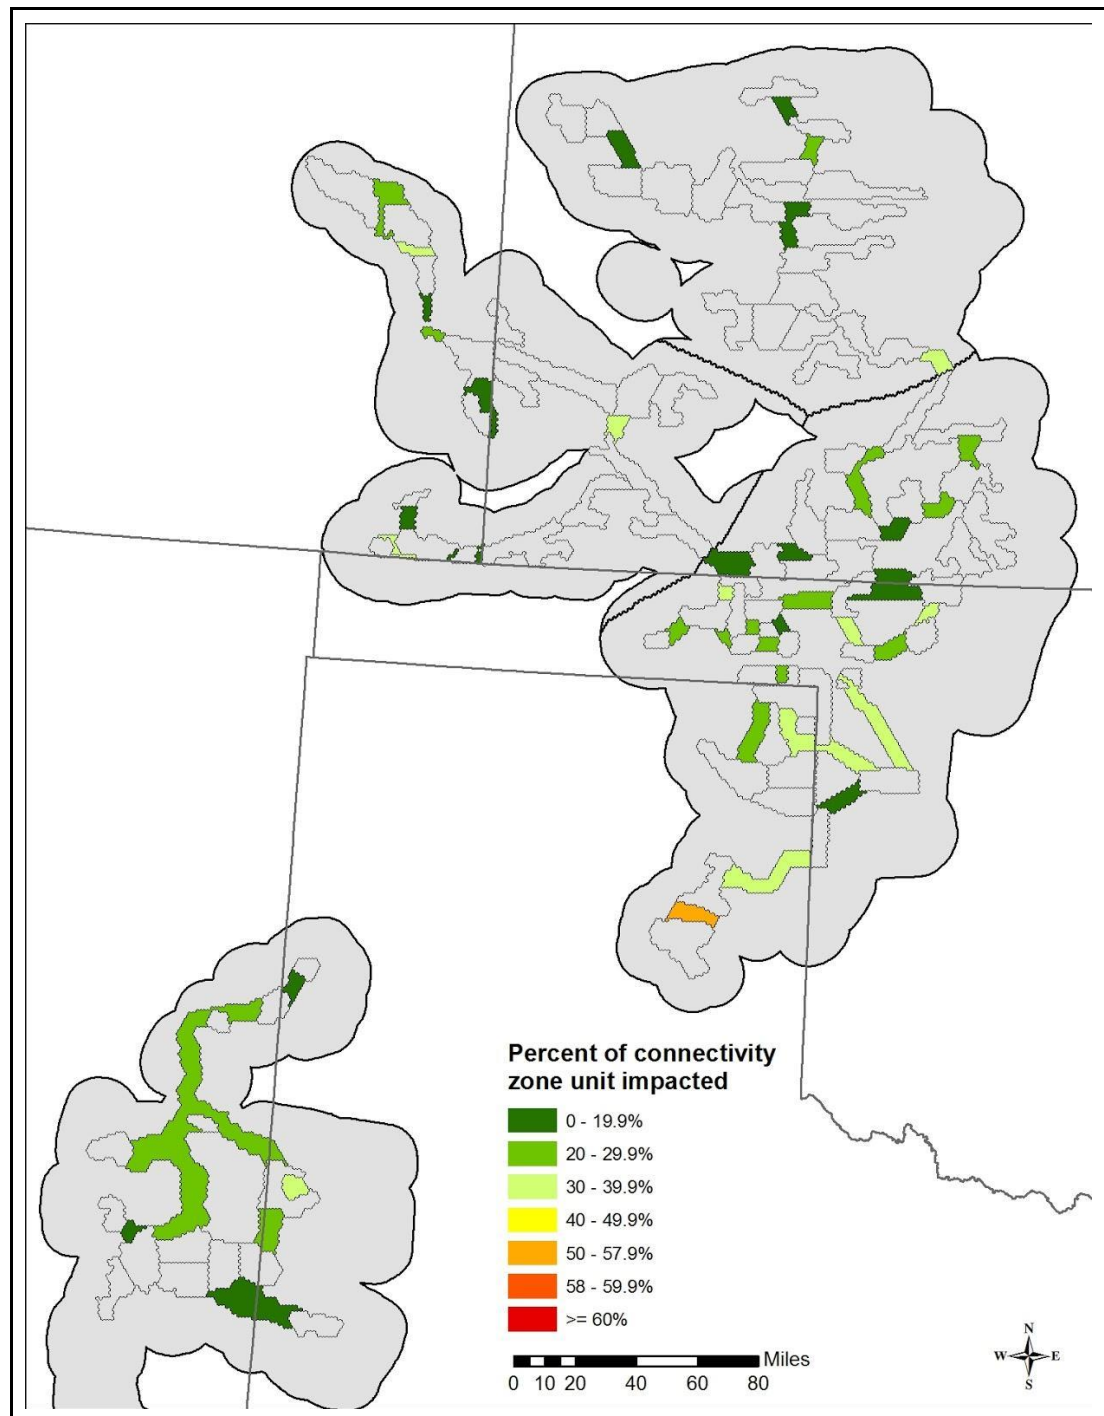 Percent of connectivity
zone unit impacted
0 - 19.9%
20 - 29.9%
30 - 39.9%
40 - 49.9%
50 - 57.9%
58 - 59.9%
>= 60%
Miles
0 10 20 40 60 80
N
W E
S